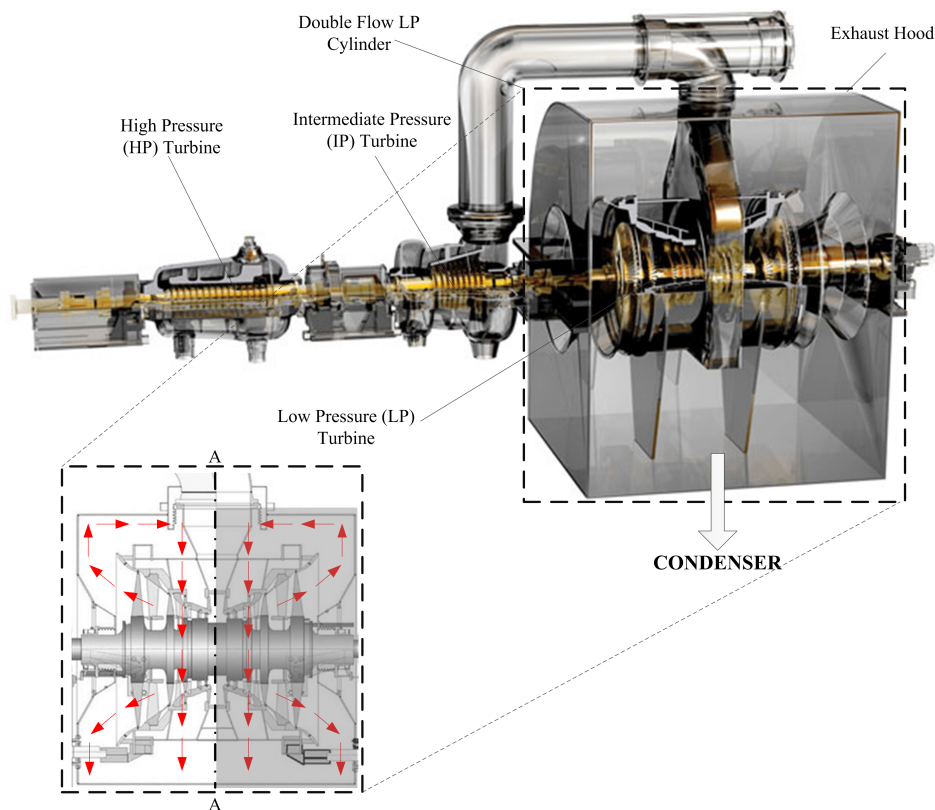 Double Flow LP
Cylinder
Exhaust Hood
High Pressure
(HP) Turbine
Intermediate Pressure
(IP) Turbine
Low Pressure (LP)
Turbine
A
CONDENSER
A